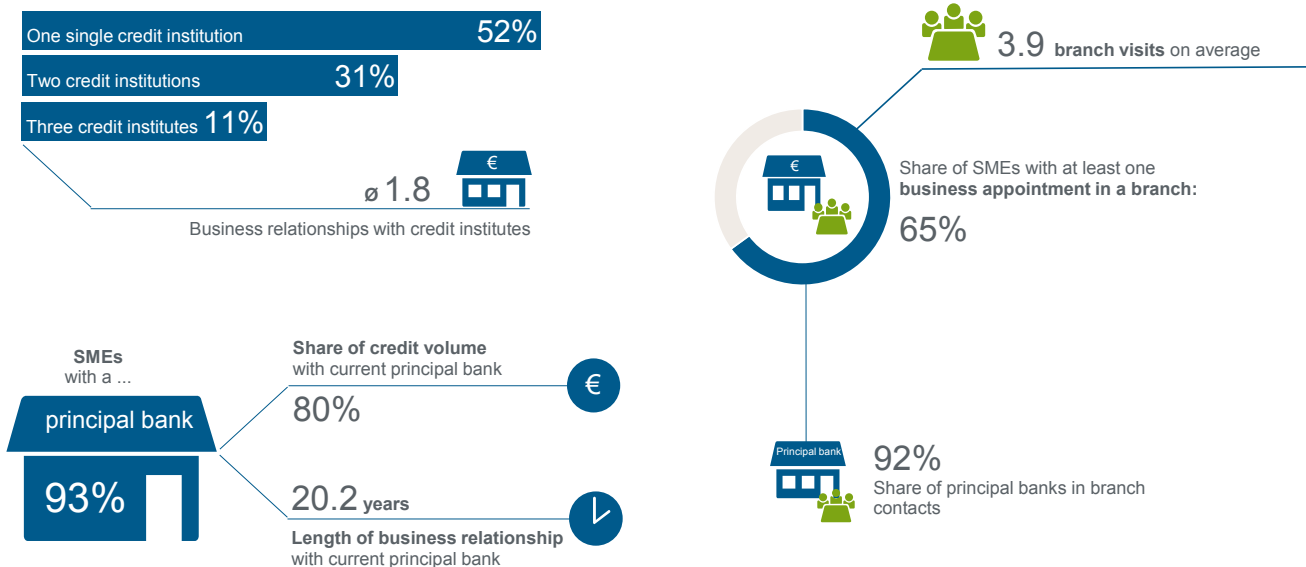 One single credit institution 52%
Two credit institutions 31%
Three credit institutes 11%
€
ø 1.8
Business relationships with credit institutes
SMEs
with a ...
principal bank
93%
Share of credit volume
with current principal bank
80%
€
20.2 years
Length of business relationship
with current principal bank
3.9 branch visits on average
€
Share of SMEs with at least one
business appointment in a branch:
65%
Principal bank
92%
Share of principal banks in branch
contacts